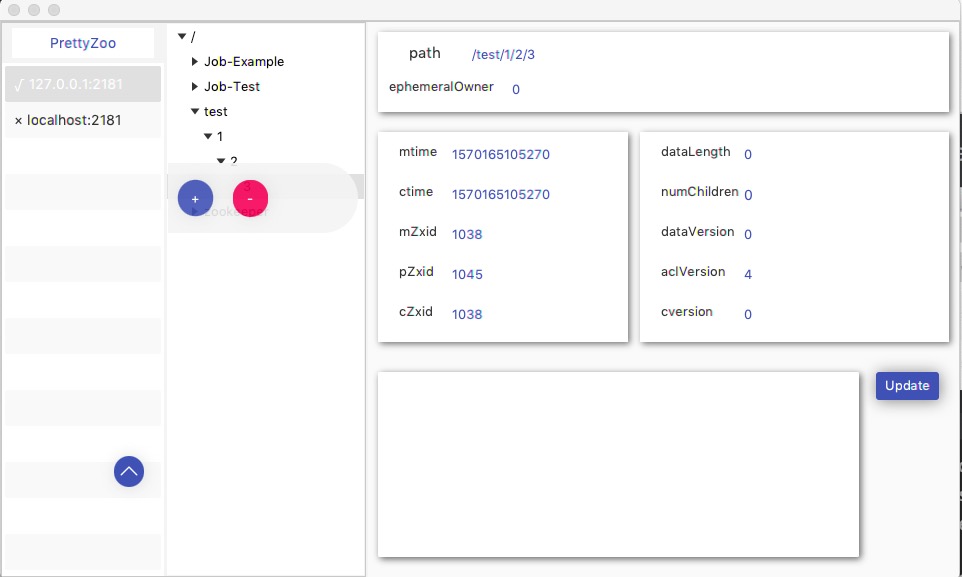 PrettyZoo
√ 127.0.0.1:2181
× localhost:2181
/
Job-Example
Job-Test
test
1
2
3
zookeeper
+
-
path /test/1/2/3
ephemeralOwner 0
mtime 1570165105270
ctime 1570165105270
mZxid 1038
pZxid 1045
cZxid 1038
dataLength 0
numChildren 0
dataVersion 0
aclVersion 4
cversion 0
Update